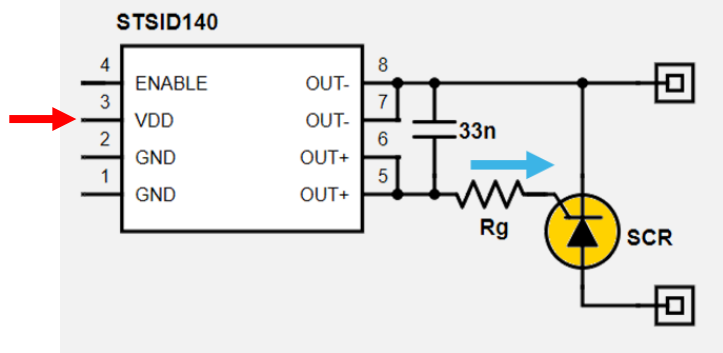 STSID140
4 ENABLE OUT- 8
3 VDD OUT- 7
2 GND OUT+ 6
1 GND OUT+ 5
33n
Rg
SCR